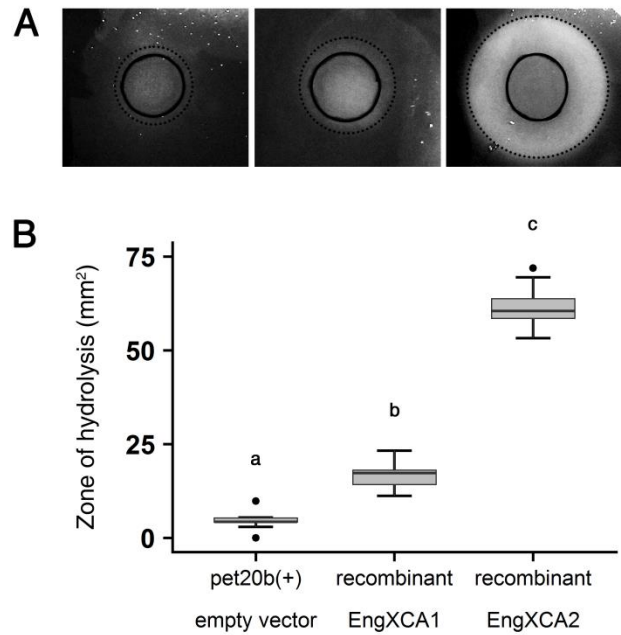 A
B
Zone of hydrolysis (mm²)
75
50
25
0
a
b
c
pet20b(+)
empty vector
recombinant
EngXCA1
recombinant
EngXCA2